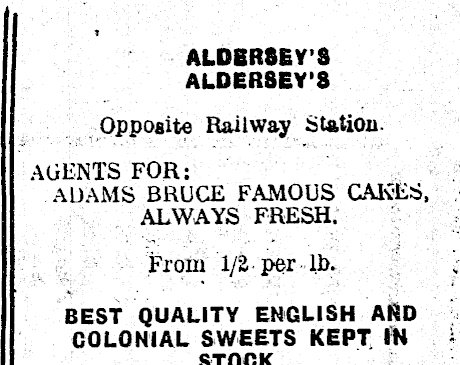 ALDERSEY'S
ALDERSEY'S
Opposite Railway Station.
AGENTS FOR:
ADAMS BRUCE FAMOUS CAKES,
ALWAYS FRESH.
From 1/2 per lb.
BEST QUALITY ENGLISH AND
COLONIAL SWEETS KEPT IN
STOCK